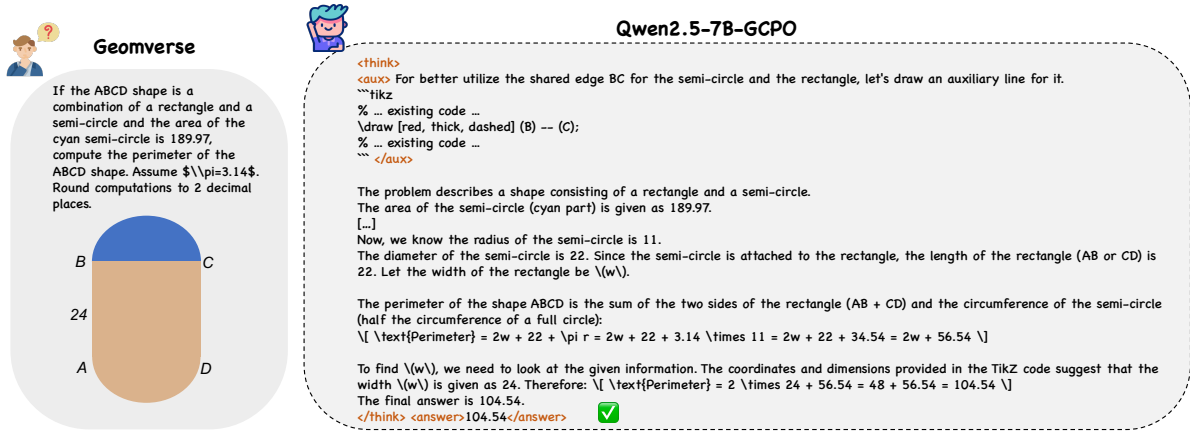 Geomverse
If the ABCD shape is a
combination of a rectangle and a
semi-circle and the area of the
cyan semi-circle is 189.97,
compute the perimeter of the
ABCD shape. Assume $\\pi=3.14$.
Round computations to 2 decimal
places.
B
C
24
A
D
Qwen2.5-7B-GCPO
<think>
<aux> For better utilize the shared edge BC for the semi-circle and the rectangle, let's draw an auxiliary line for it.
```tikz
% ... existing code ...
\draw [red, thick, dashed] (B) -- (C);
% ... existing code ...
``` </aux>
The problem describes a shape consisting of a rectangle and a semi-circle.
The area of the semi-circle (cyan part) is given as 189.97.
[...]
Now, we know the radius of the semi-circle is 11.
The diameter of the semi-circle is 22. Since the semi-circle is attached to the rectangle, the length of the rectangle (AB or CD) is
22. Let the width of the rectangle be \(w\).
The perimeter of the shape ABCD is the sum of the two sides of the rectangle (AB + CD) and the circumference of the semi-circle
(half the circumference of a full circle):
\[ \text{Perimeter} = 2w + 22 + \pi r = 2w + 22 + 3.14 \times 11 = 2w + 22 + 34.54 = 2w + 56.54 \]
To find \(w\), we need to look at the given information. The coordinates and dimensions provided in the TikZ code suggest that the
width \(w\) is given as 24. Therefore: \[ \text{Perimeter} = 2 \times 24 + 56.54 = 48 + 56.54 = 104.54 \]
The final answer is 104.54.
</think> <answer>104.54</answer>